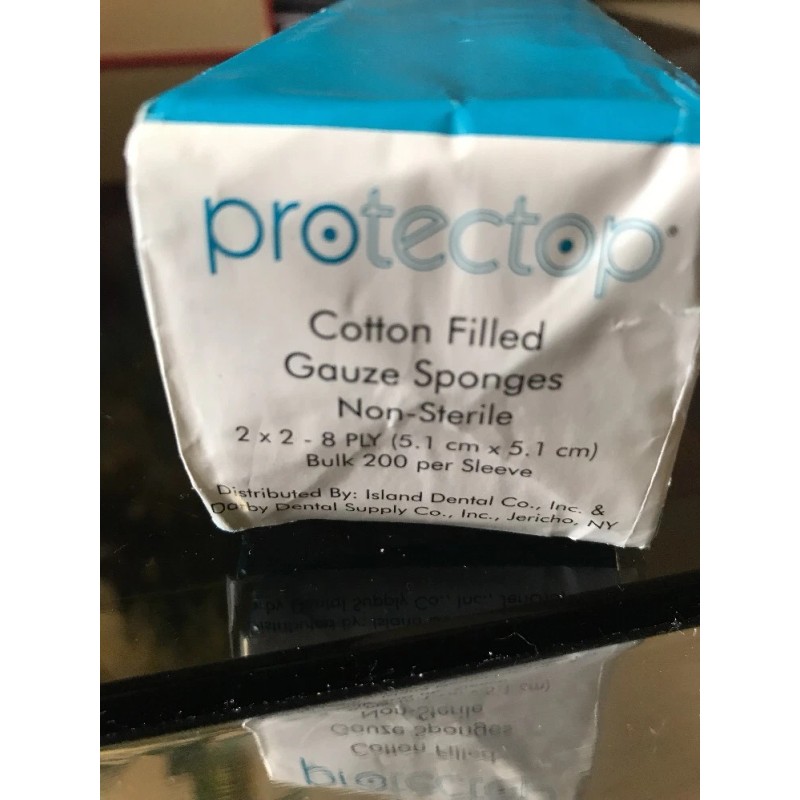 protectop®
Cotton Filled
Gauze Sponges
Non-Sterile
2 x 2 - 8 PLY (5.1 cm x 5.1 cm)
Bulk 200 per Sleeve
Distributed By: Island Dental Co., Inc. &
Darby Dental Supply Co., Inc., Jericho, NY